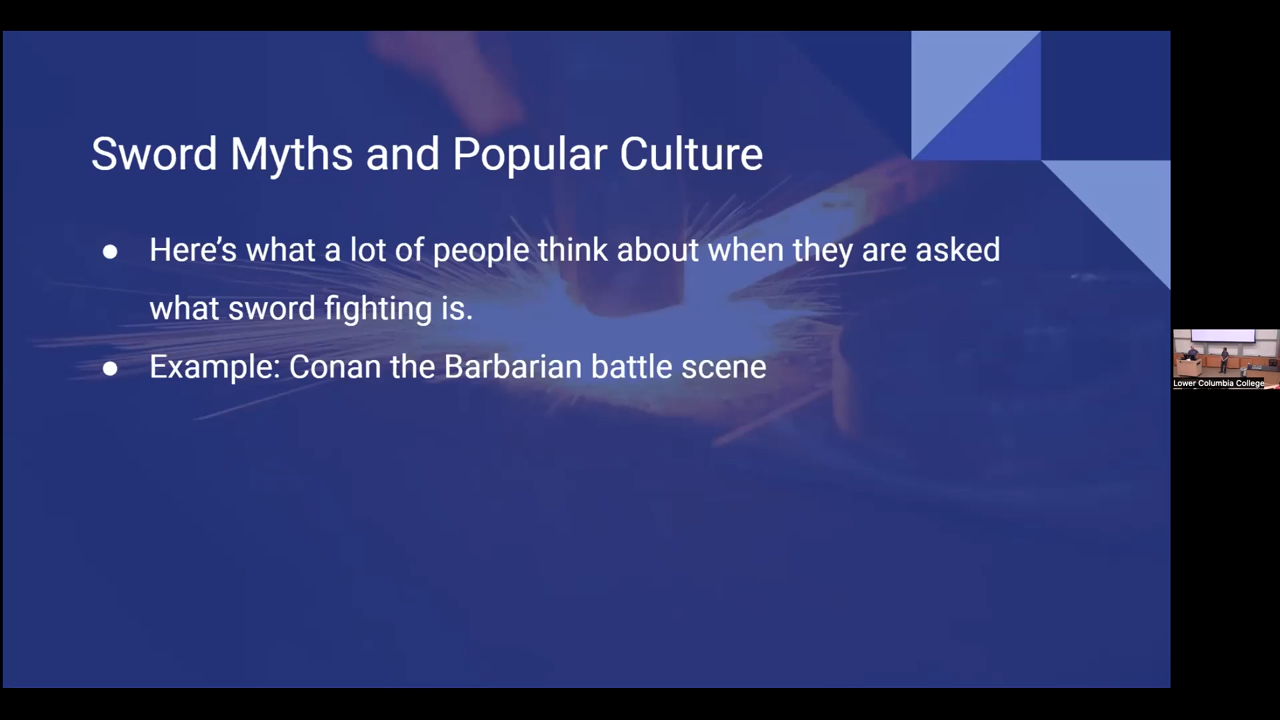 Sword Myths and Popular Culture
● Here's what a lot of people think about when they are asked
what sword fighting is.
● Example: Conan the Barbarian battle scene
Lower Columbia College